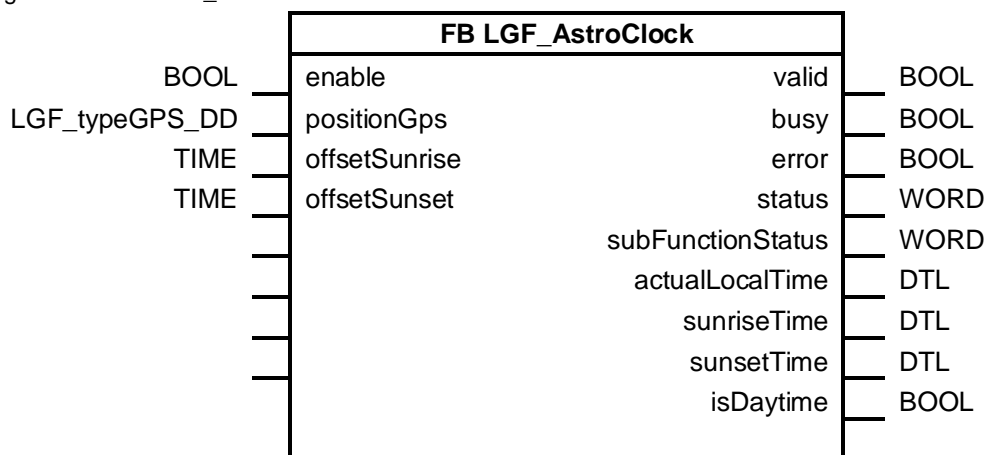 FB LGF_AstroClock
BOOL enable valid BOOL
LGF_typeGPS_DD positionGps busy BOOL
TIME offsetSunrise error BOOL
TIME offsetSunset status WORD
subFunctionStatus WORD
actualLocalTime DTL
sunriseTime DTL
sunsetTime DTL
isDaytime BOOL